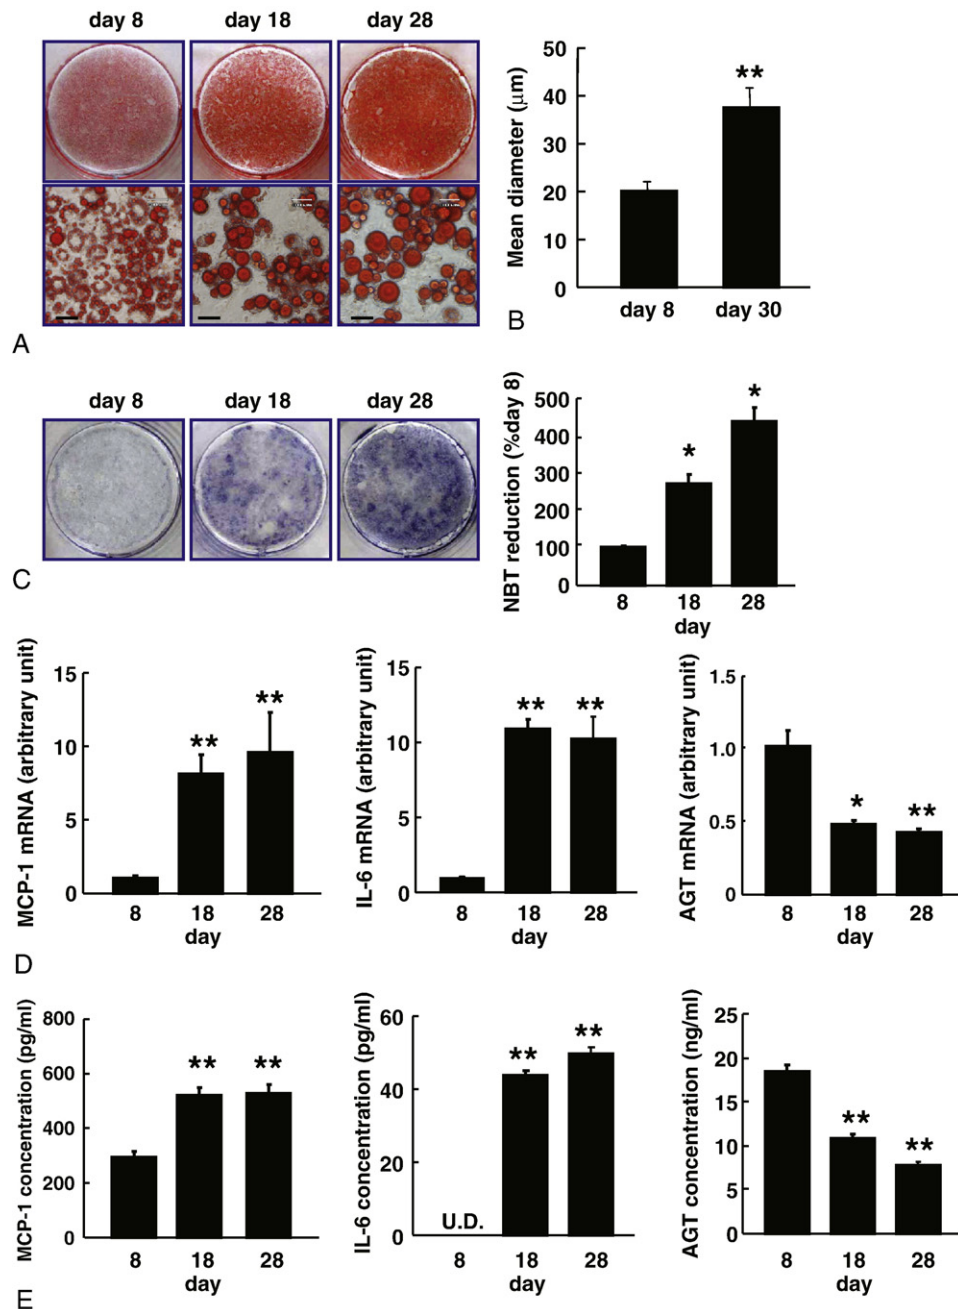 day 8 day 18 day 28
A
Mean diameter (μm)
50
40
30
20
10
0
**
day 8 day 30
B
day 8 day 18 day 28
C
NBT reduction (%day 8)
500
400
300
200
100
0
* *
8 18 28
day
MCP-1 mRNA (arbitrary unit)
15
10
5
0
** **
8 18 28
day
IL-6 mRNA (arbitrary unit)
15
10
5
0
** **
8 18 28
day
AGT mRNA (arbitrary unit)
1.5
1.0
0.5
0
* **
8 18 28
day
D
MCP-1 concentration (pg/ml)
800
600
400
200
0
** **
8 18 28
day
IL-6 concentration (pg/ml)
60
40
20
0
U.D. ** **
8 18 28
day
AGT concentration (ng/ml)
25
20
15
10
5
0
** **
8 18 28
day
E